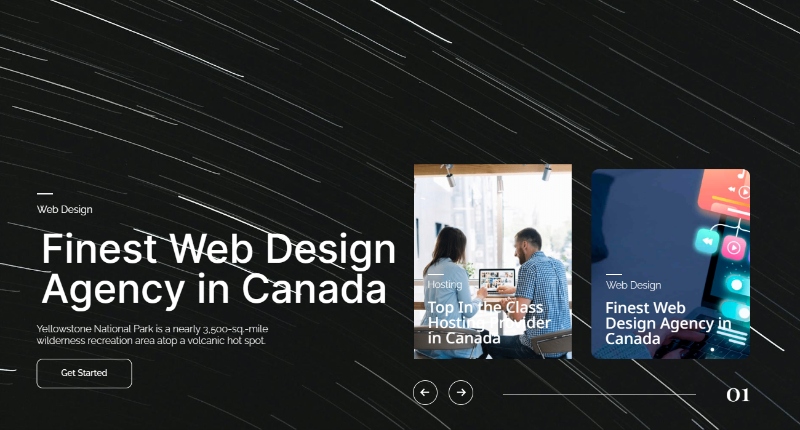 Web Design
Finest Web Design
Agency in Canada
Yellowstone National Park is a nearly 3,500-sq.-mile
wilderness recreation area atop a volcanic hot spot.
Get Started
Hosting
Top In the Class
Hosting Provider
in Canada
Web Design
Finest Web
Design Agency in
Canada
01